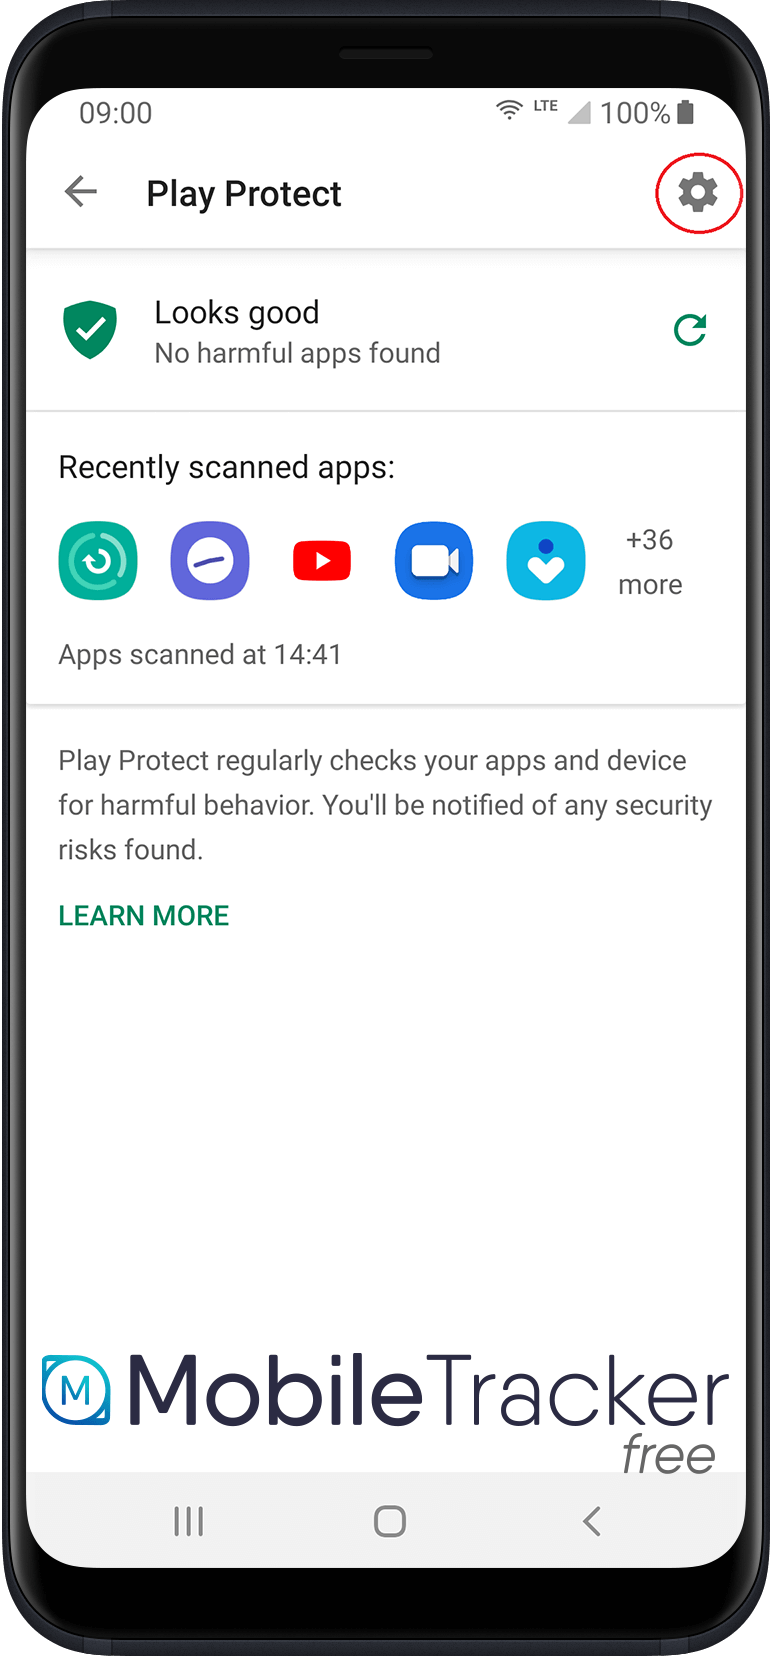 09:00 LTE 100%
Play Protect
Looks good
No harmful apps found
Recently scanned apps:
+36
more
Apps scanned at 14:41
Play Protect regularly checks your apps and device
for harmful behavior. You'll be notified of any security
risks found.
LEARN MORE
M MobileTracker
free